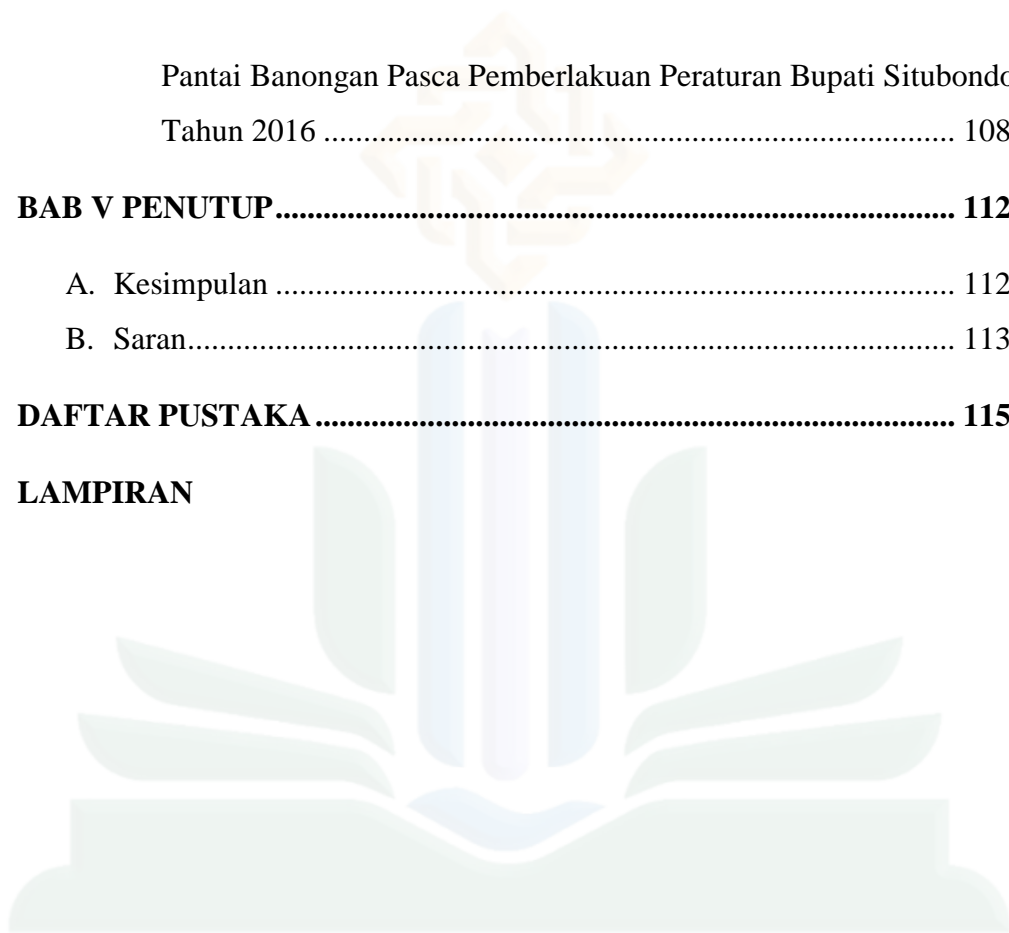 Pantai Banongan Pasca Pemberlakuan Peraturan Bupati Situbondo
Tahun 2016 ................................................................................ 108
BAB V PENUTUP ...................................................................................... 112
A. Kesimpulan ...................................................................................... 112
B. Saran ................................................................................................. 113
DAFTAR PUSTAKA ................................................................................. 115
LAMPIRAN